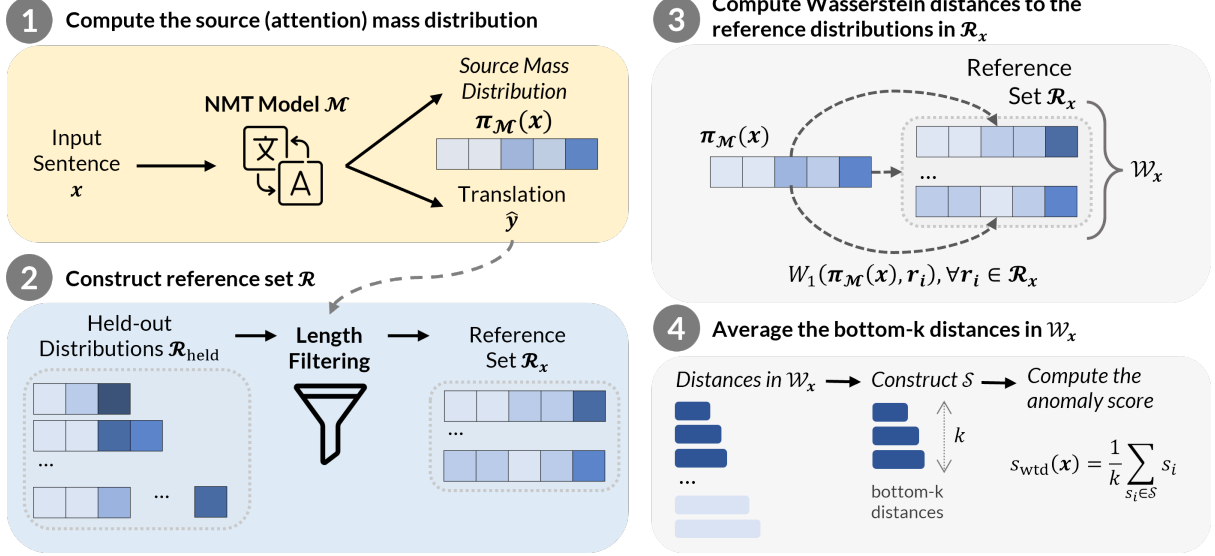 1 Compute the source (attention) mass distribution
Input
Sentence
x
NMT Model ℳ
文
A
Source Mass
Distribution
π_ℳ(x)
Translation
ŷ
2 Construct reference set ℛ
Held-out
Distributions ℛ_held
...
...
Length
Filtering
Reference
Set ℛ_x
...
3 Compute Wasserstein distances to the
reference distributions in ℛ_x
Reference
Set ℛ_x
π_ℳ(x)
...
𝒲_x
W_1(π_ℳ(x), r_i), ∀r_i ∈ ℛ_x
4 Average the bottom-k distances in 𝒲_x
Distances in 𝒲_x
...
Construct 𝒮
k
bottom-k
distances
Compute the
anomaly score
s_wtd(x) = 1/k ∑_{s_i∈𝒮} s_i